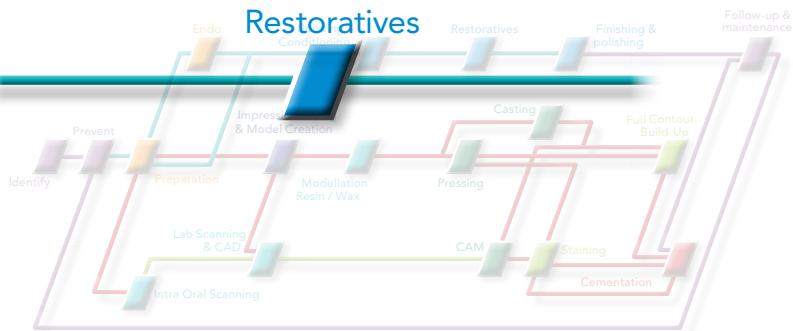 Restoratives
Endo
Conditioning
Restoratives
Finishing &
polishing
Follow-up &
maintenance
Casting
Impress
& Model Creation
Full Contour
Build-Up
Prevent
Identify
Preparation
Modellation
Resin / Wax
Pressing
Lab Scanning
& CAD
CAM
Staining
Cementation
Intra Oral Scanning